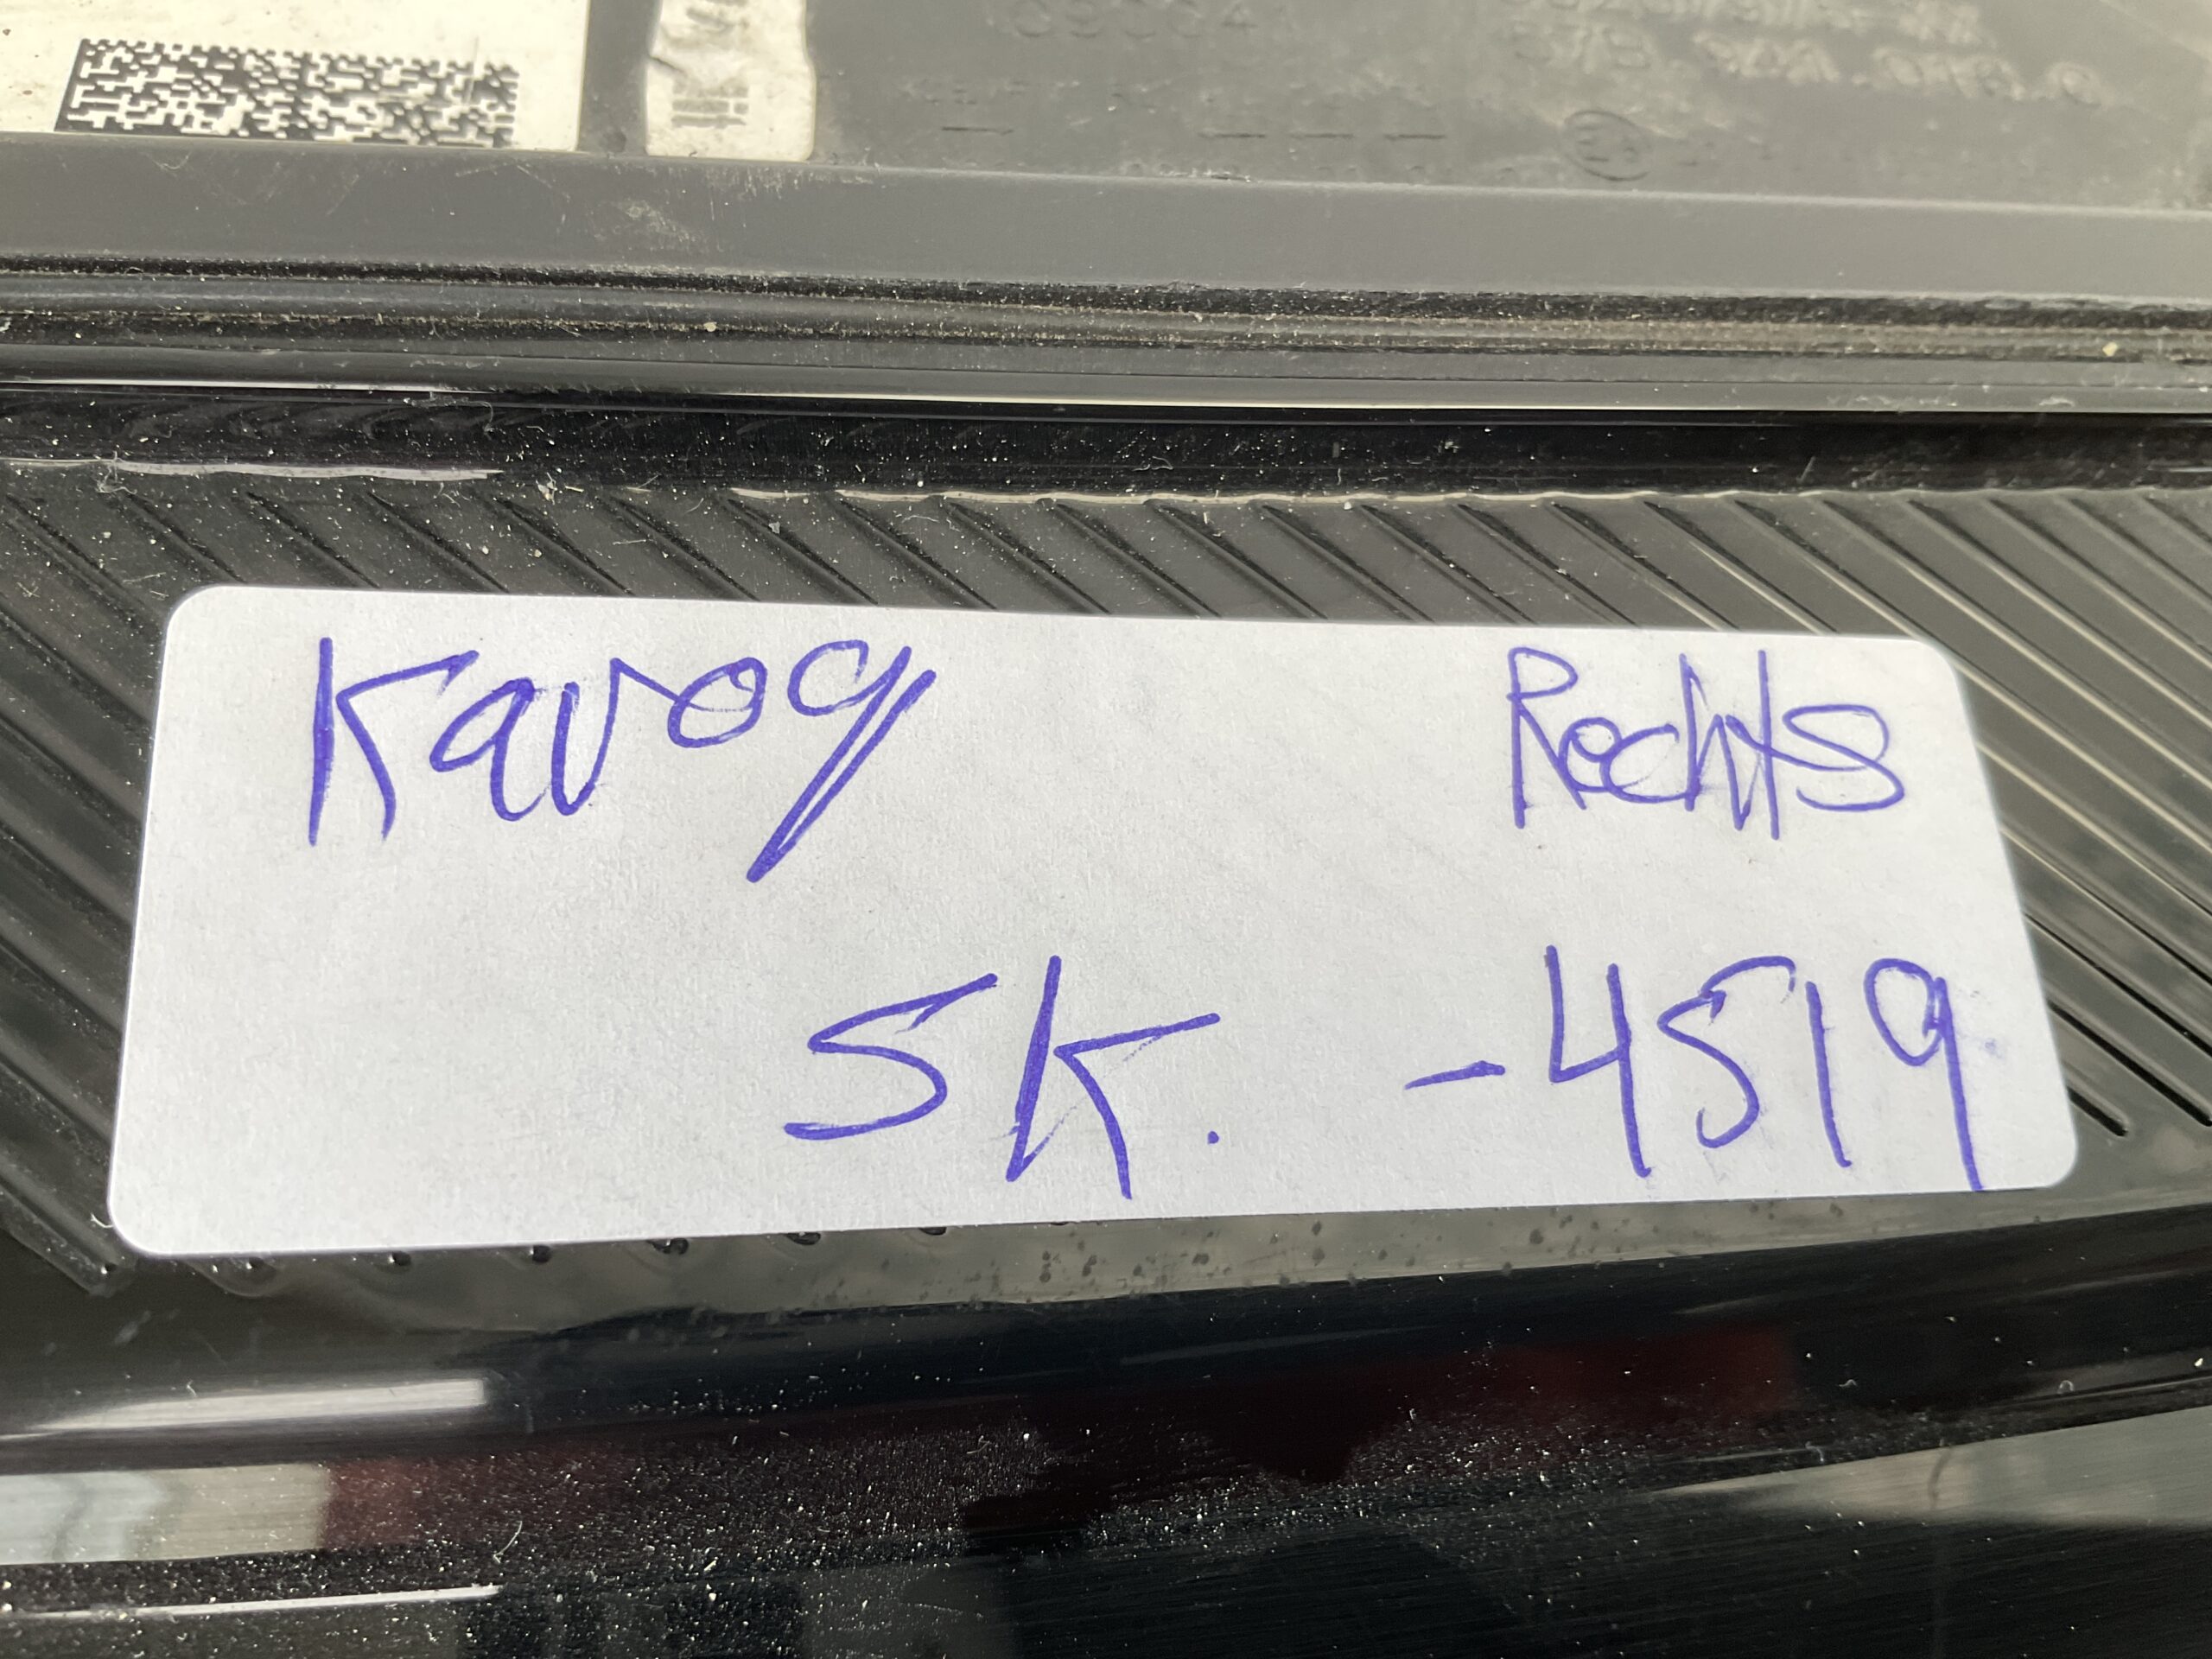 Karoq Rechts
SK. -4519